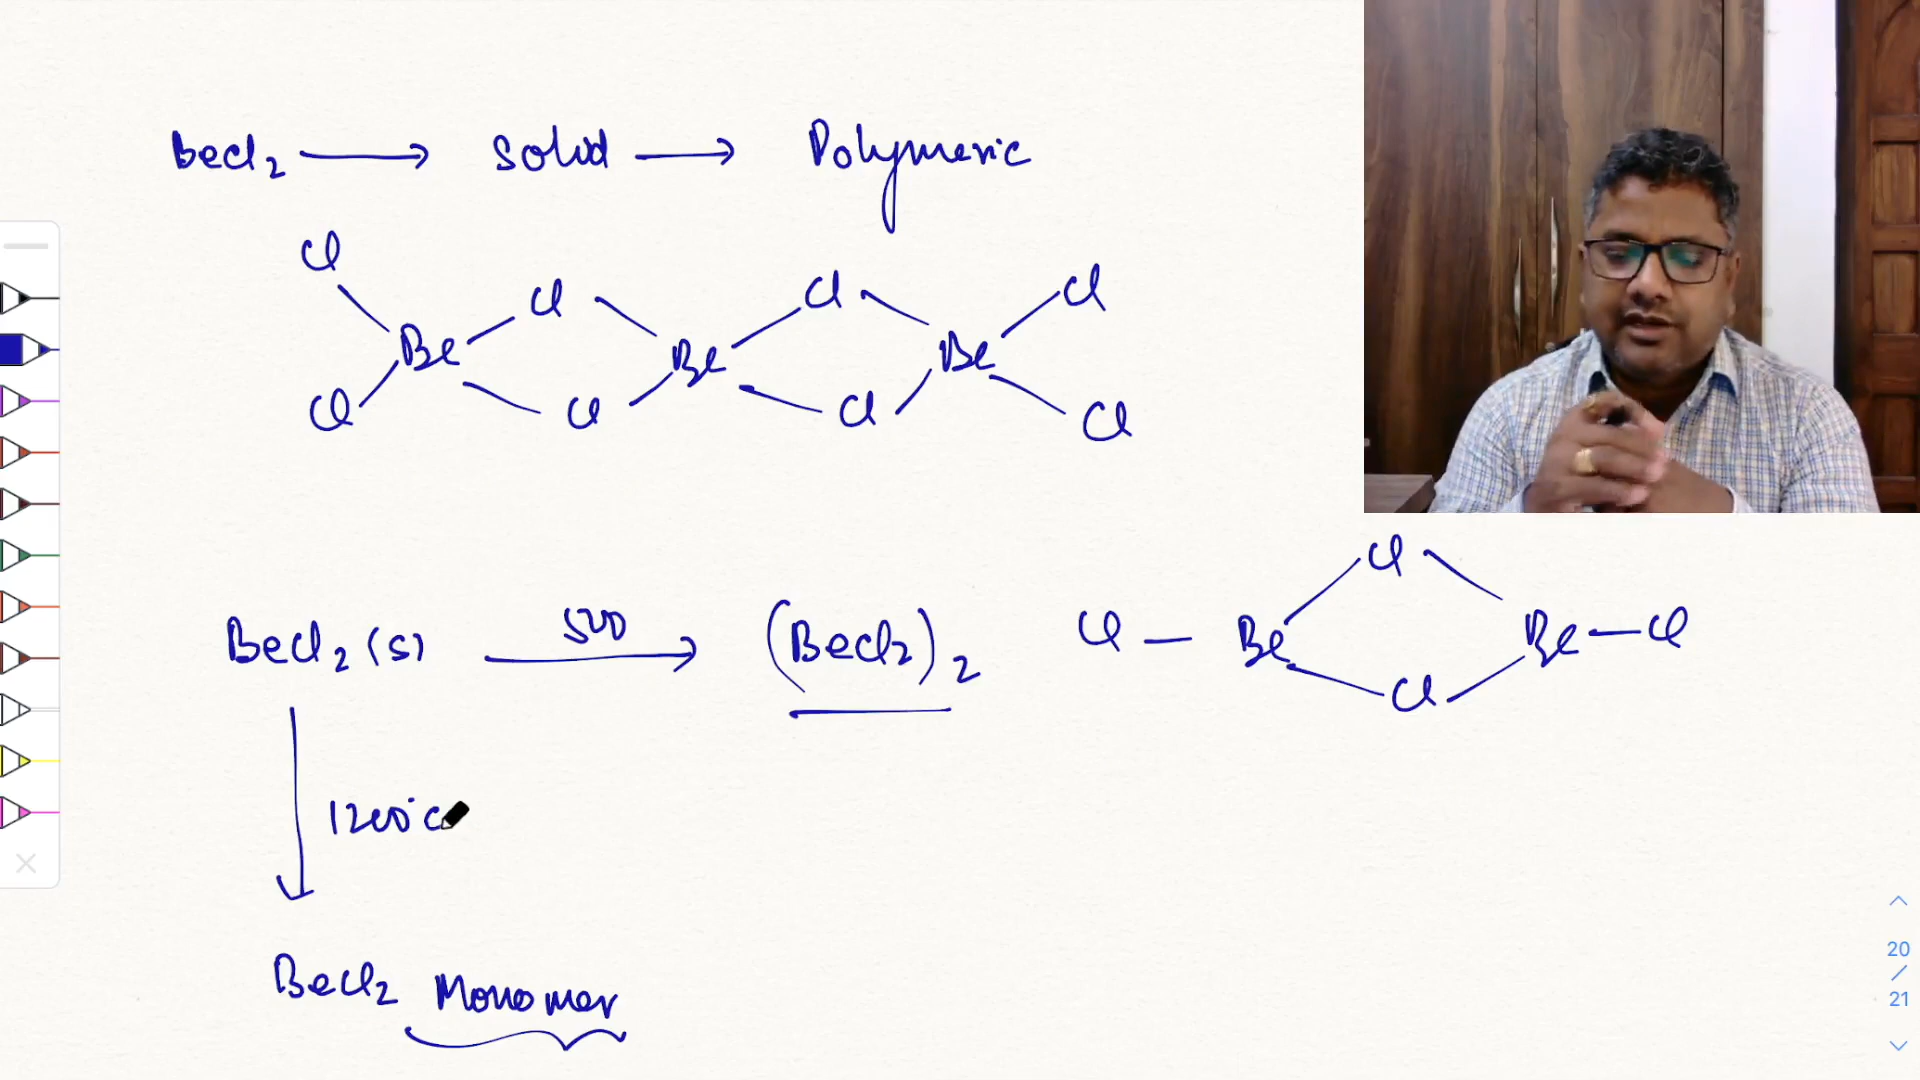 BeCl2 → Solid → Polymeric
Cl Cl Cl Cl
Be Be Be
Cl Cl Cl Cl
BeCl2 (s) 500 → (BeCl2)2
Cl
Cl — Be Be — Cl
Cl
1200°C
BeCl2 Monomer
20
/
21